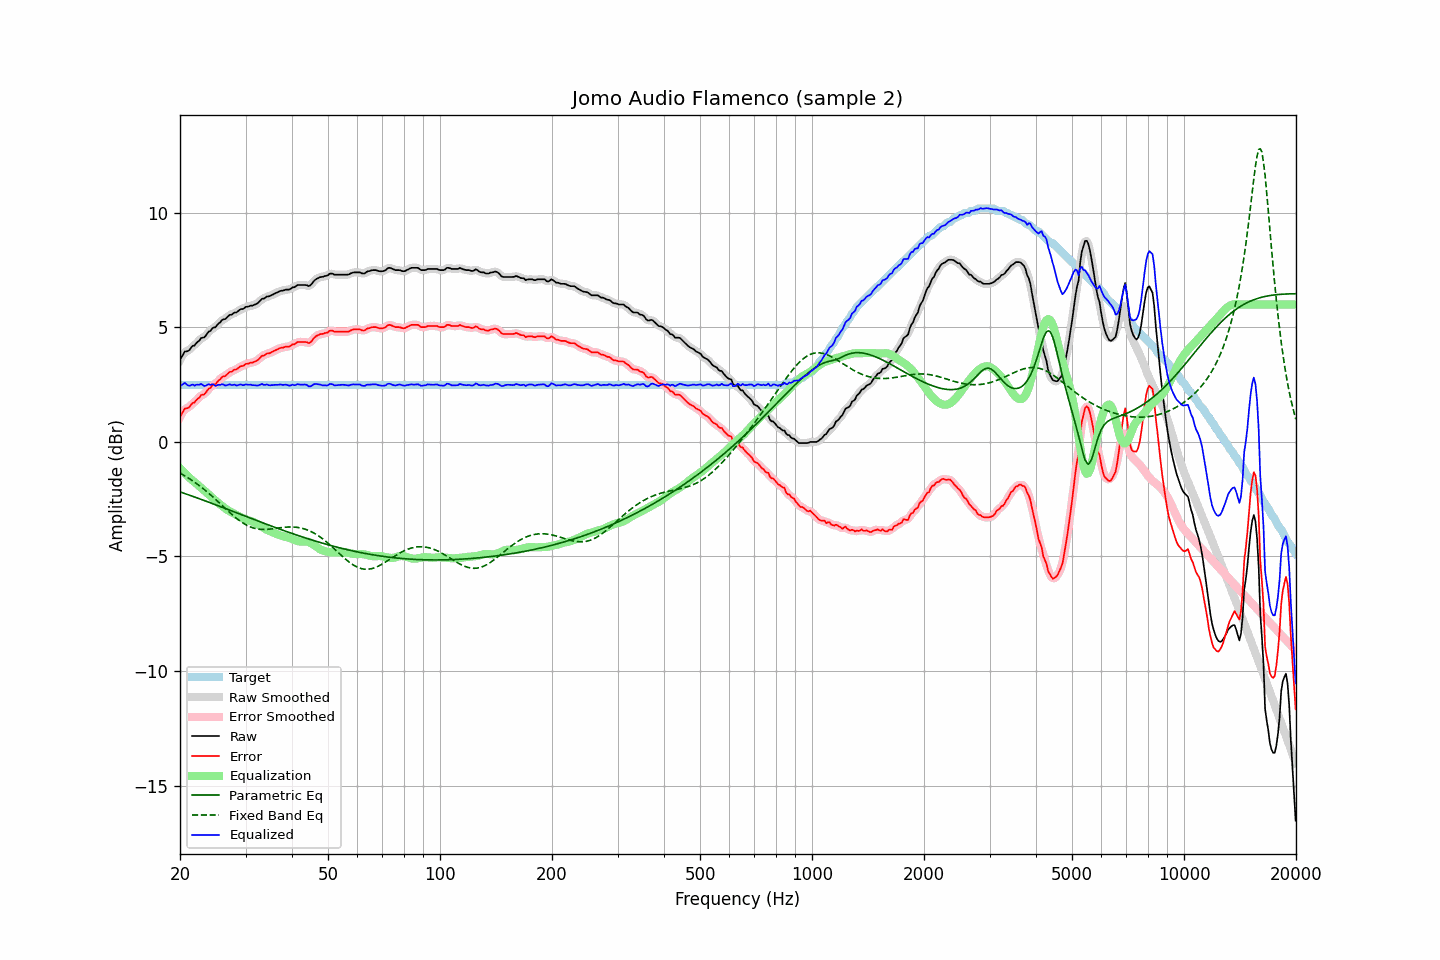 Jomo Audio Flamenco (sample 2)
Amplitude (dBr)
10
5
0
−5
−10
−15
Target
Raw Smoothed
Error Smoothed
Raw
Error
Equalization
Parametric Eq
Fixed Band Eq
Equalized
20 50 100 200 500 1000 2000 5000 10000 20000
Frequency (Hz)